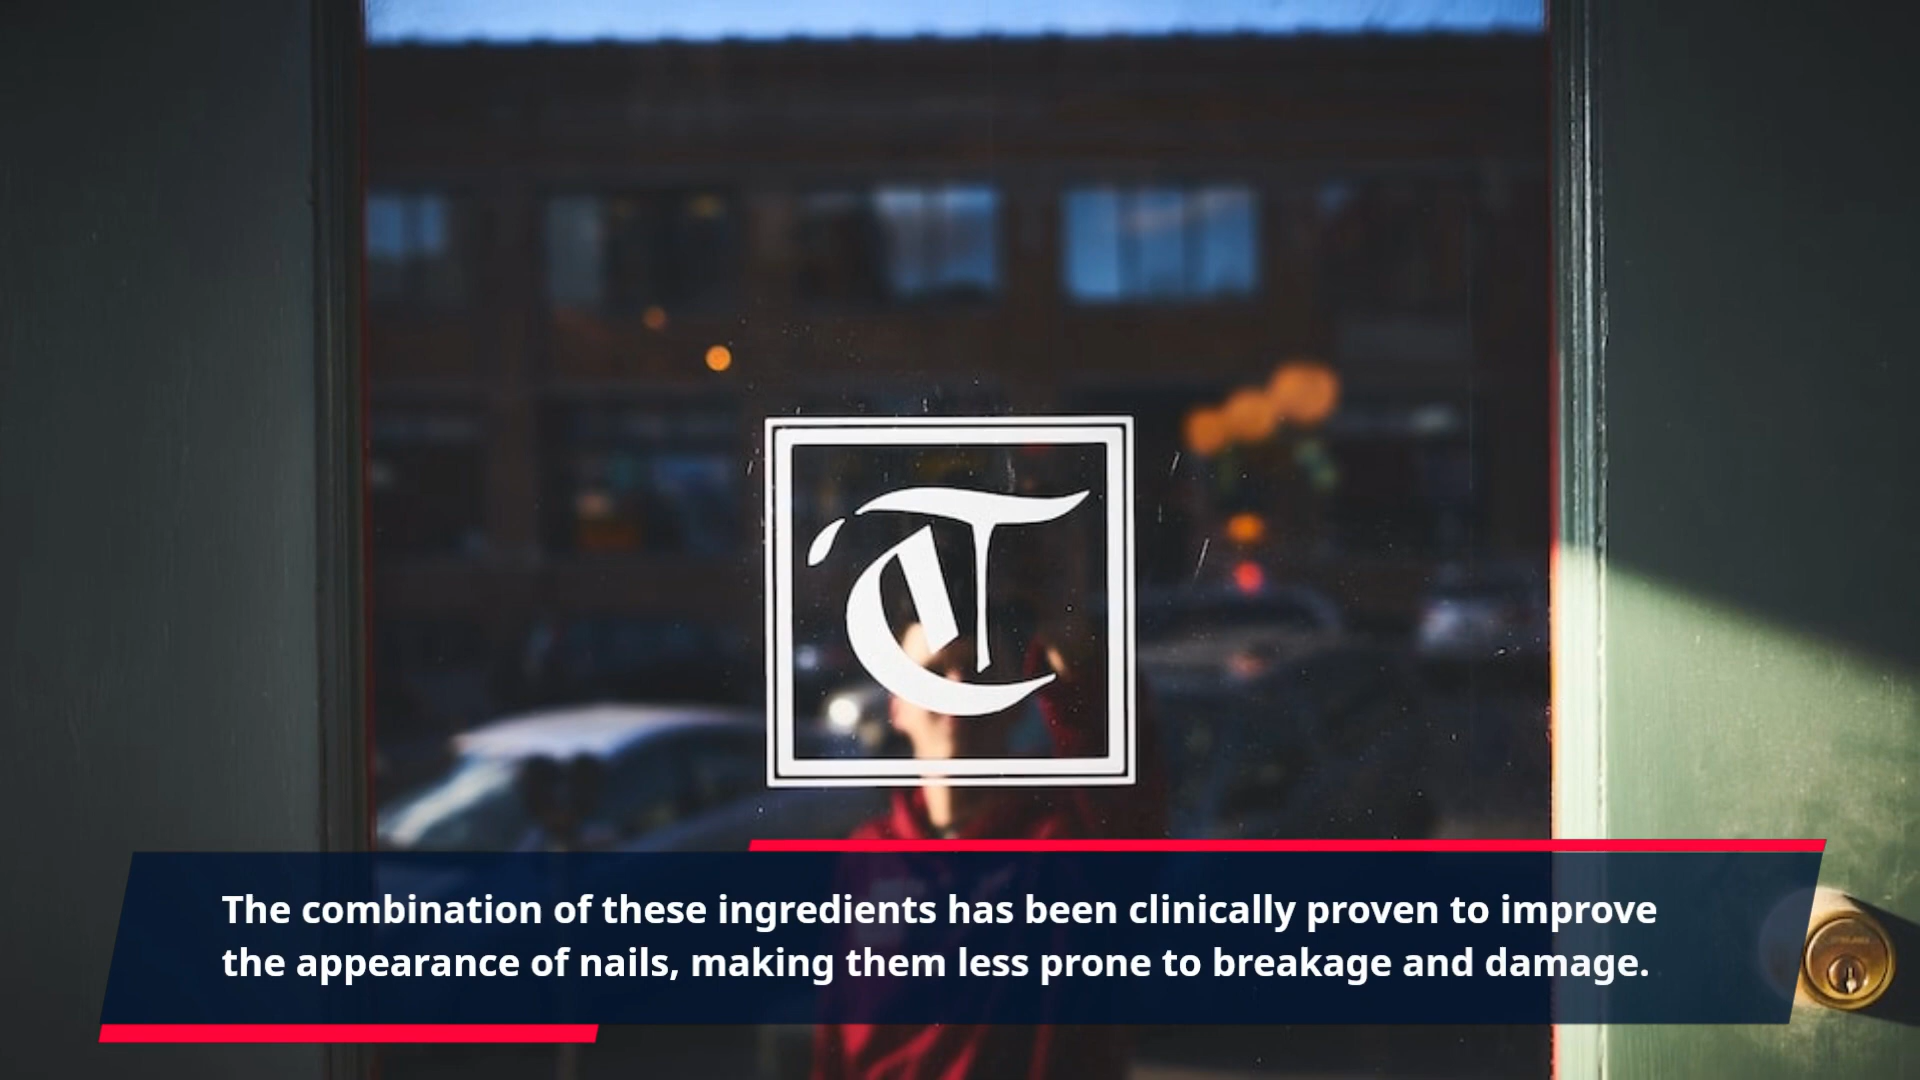 T
The combination of these ingredients has been clinically proven to improve
the appearance of nails, making them less prone to breakage and damage.